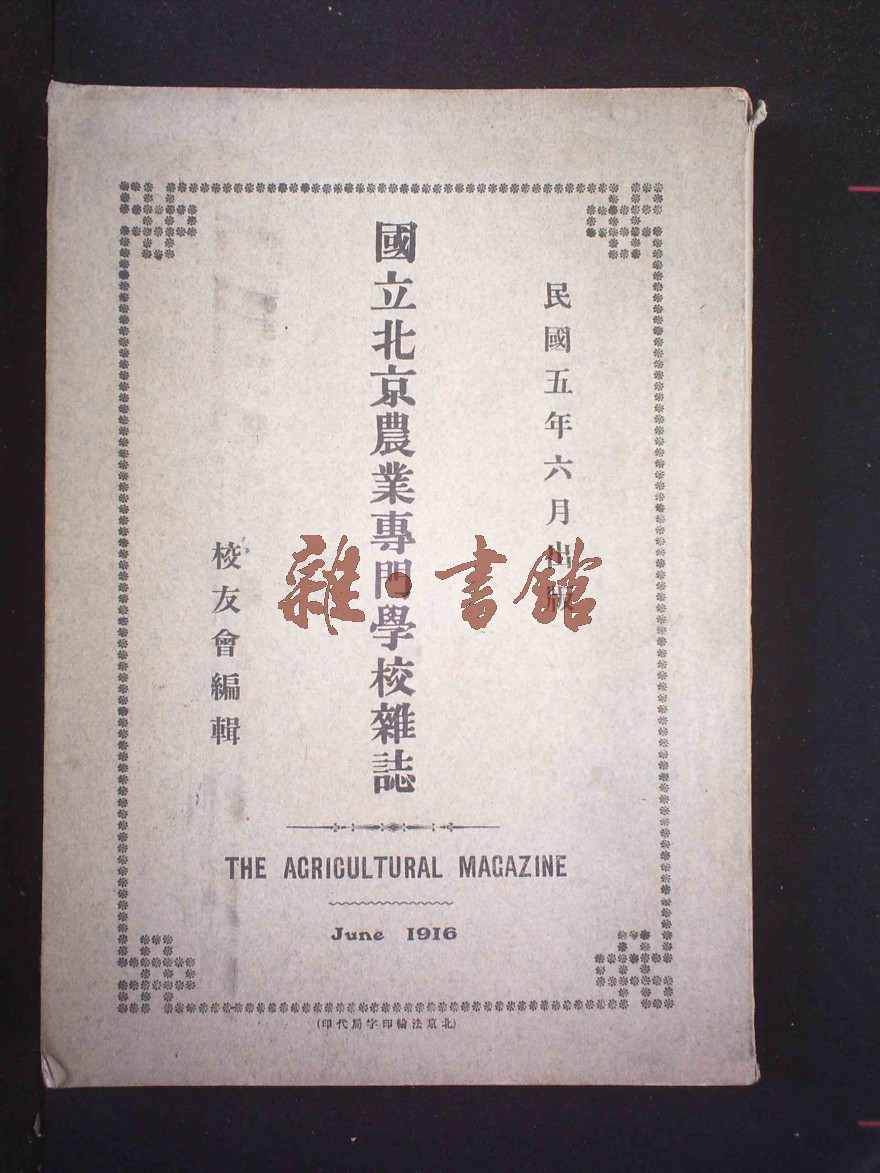 民國五年六月出版
國立北京農業專門學校雜誌
校友會編輯
雜·書館
THE AGRICULTURAL MAGAZINE
June 1916
(北京法輪印字局代印)